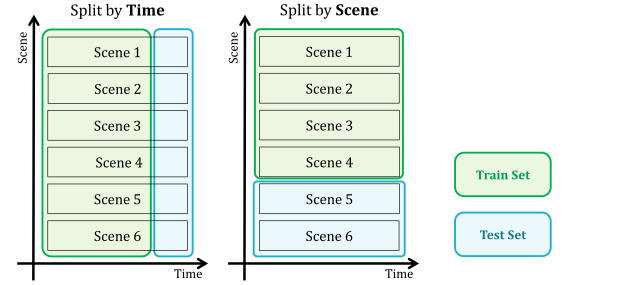 Split by Time
Scene
Scene 1
Scene 2
Scene 3
Scene 4
Scene 5
Scene 6
Time
Split by Scene
Scene
Scene 1
Scene 2
Scene 3
Scene 4
Scene 5
Scene 6
Time
Train Set
Test Set